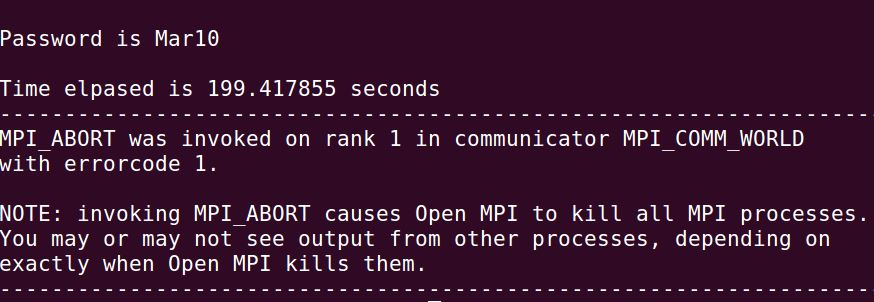 Password is Mar10
Time elpased is 199.417855 seconds
--------------------------------------------------------------------
MPI_ABORT was invoked on rank 1 in communicator MPI_COMM_WORLD
with errorcode 1.
NOTE: invoking MPI_ABORT causes Open MPI to kill all MPI processes.
You may or may not see output from other processes, depending on
exactly when Open MPI kills them.
--------------------------------------------------------------------